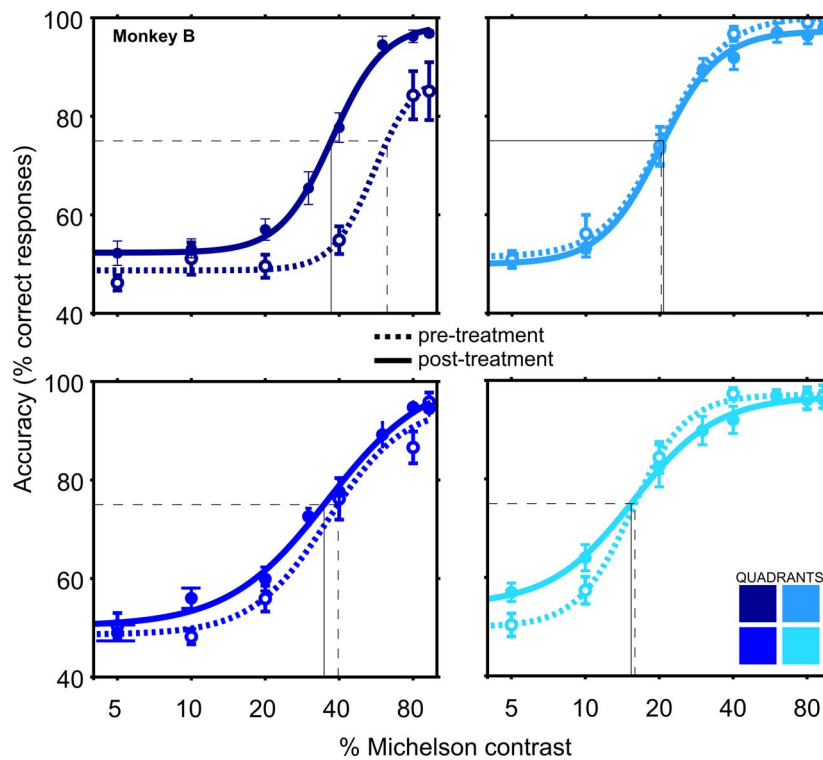 Monkey B
100
80
60
40
pre-treatment
post-treatment
Accuracy (% correct responses)
100
80
60
40
QUADRANTS
5 10 20 40 80
5 10 20 40 80
% Michelson contrast